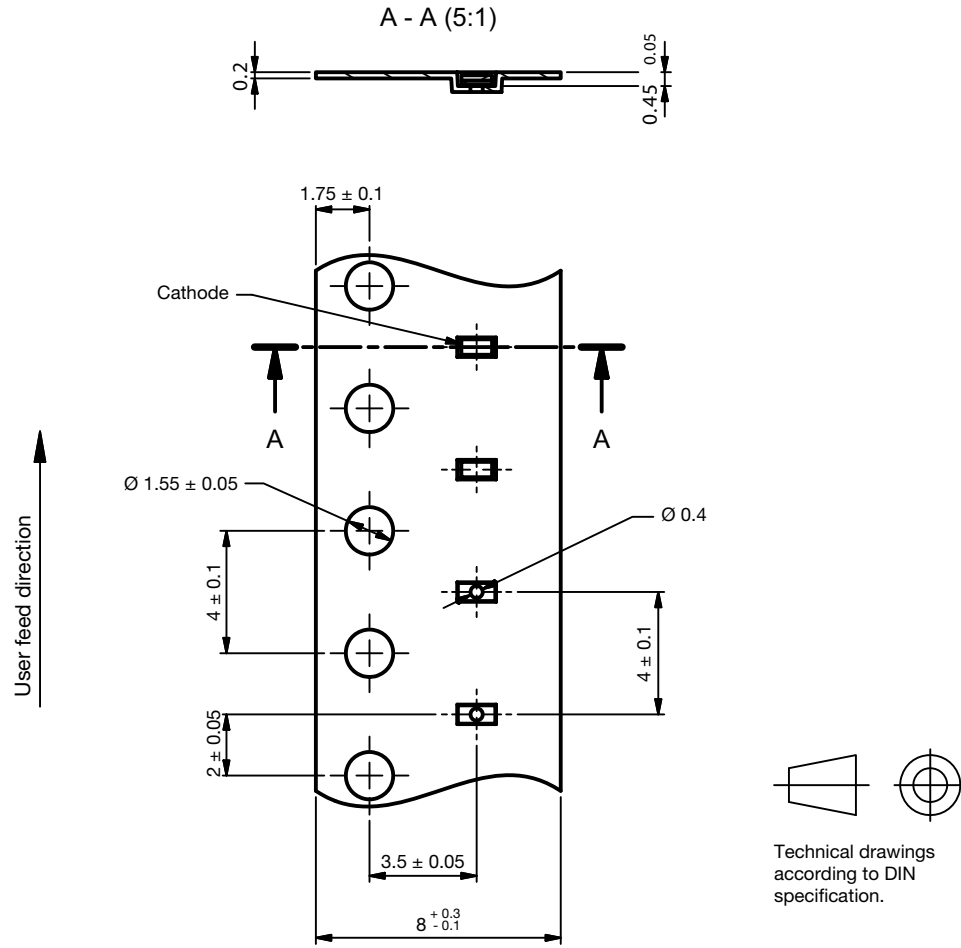 A - A (5:1)
0.2
0.05
0.45
1.75 ± 0.1
Cathode
A
A
Ø 1.55 ± 0.05
Ø 0.4
User feed direction
4 ± 0.1
4 ± 0.1
2 ± 0.05
3.5 ± 0.05
8 + 0.3
- 0.1
Technical drawings
according to DIN
specification.